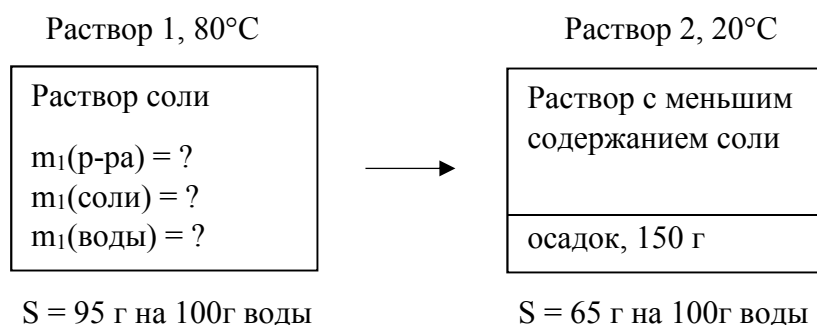 Раствор 1, 80°C
Раствор соли
m₁(р-ра) = ?
m₁(соли) = ?
m₁(воды) = ?
S = 95 г на 100г воды
Раствор 2, 20°C
Раствор с меньшим
содержанием соли
осадок, 150 г
S = 65 г на 100г воды